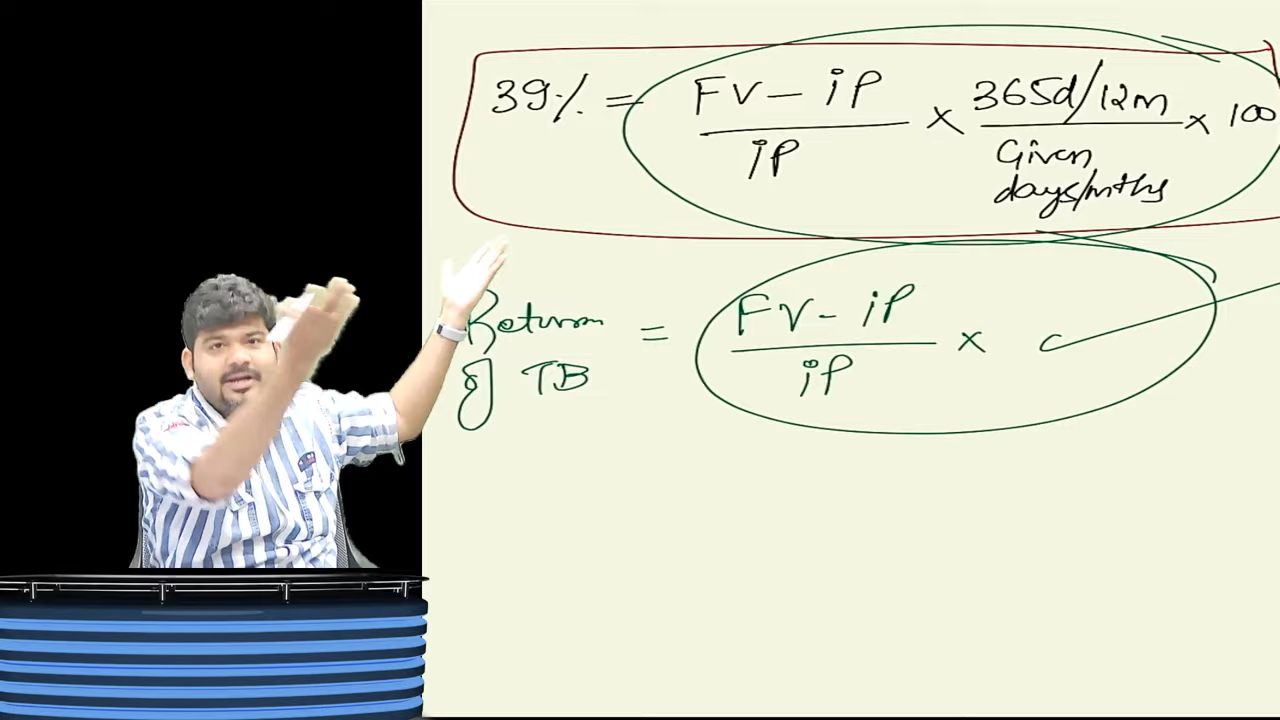 39% = FV - iP / iP × 365d/12m / Given days/mths × 100
Return of TB = FV - iP / iP ×